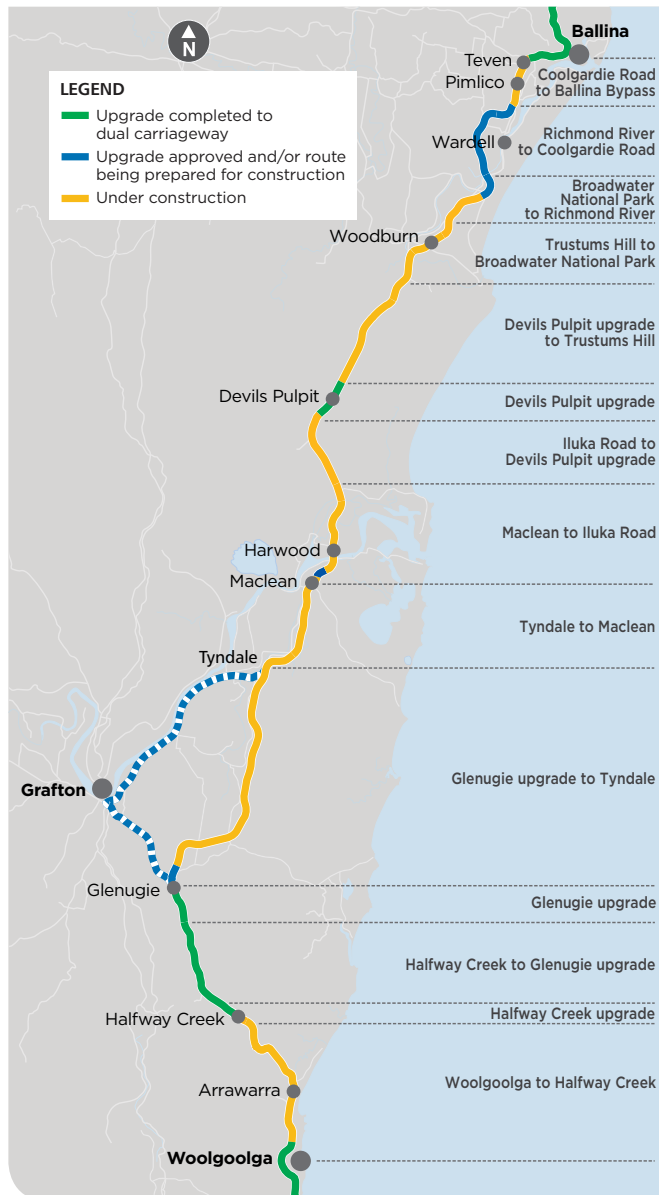 N
LEGEND
Upgrade completed to
dual carriageway
Upgrade approved and/or route
being prepared for construction
Under construction
Ballina
Teven
Pimlico
Coolgardie Road
to Ballina Bypass
Wardell
Richmond River
to Coolgardie Road
Broadwater
National Park
to Richmond River
Woodburn
Trustums Hill to
Broadwater National Park
Devils Pulpit upgrade
to Trustums Hill
Devils Pulpit
Devils Pulpit upgrade
Iluka Road to
Devils Pulpit upgrade
Maclean to Iluka Road
Harwood
Maclean
Tyndale to Maclean
Tyndale
Glenugie upgrade to Tyndale
Grafton
Glenugie
Glenugie upgrade
Halfway Creek to Glenugie upgrade
Halfway Creek
Halfway Creek upgrade
Woolgoolga to Halfway Creek
Arrawarra
Woolgoolga